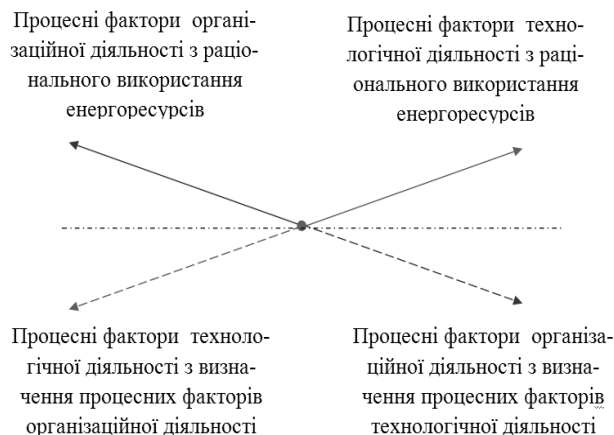 Процесні фактори органі-
заційної діяльності з раціо-
нального використання
енергоресурсів
Процесні фактори техно-
логічної діяльності з раці-
онального використання
енергоресурсів
Процесні фактори техноло-
гічної діяльності з визна-
чення процесних факторів
організаційної діяльності
Процесні фактори організа-
ційної діяльності з визна-
чення процесних факторів
технологічної діяльності